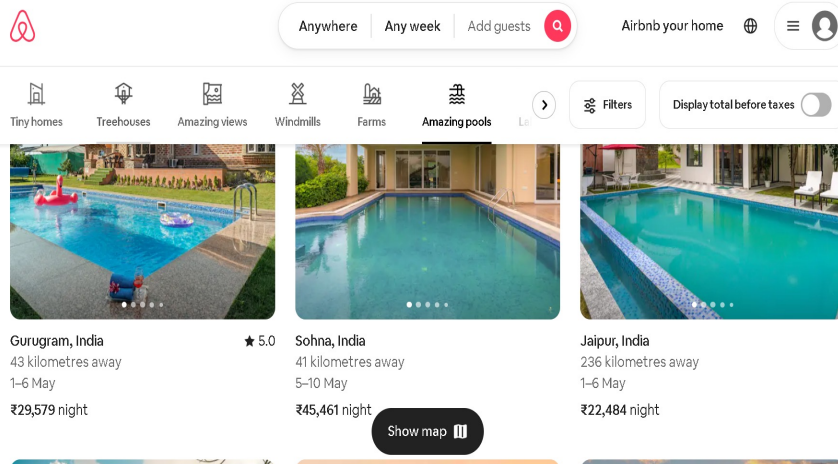 Anywhere Any week Add guests
Airbnb your home
Tiny homes Treehouses Amazing views Windmills Farms Amazing pools
Filters
Display total before taxes
Gurugram, India 5.0
43 kilometres away
1–6 May
₹29,579 night
Sohna, India
41 kilometres away
5–10 May
₹45,461 night
Jaipur, India
236 kilometres away
1–6 May
₹22,484 night
Show map